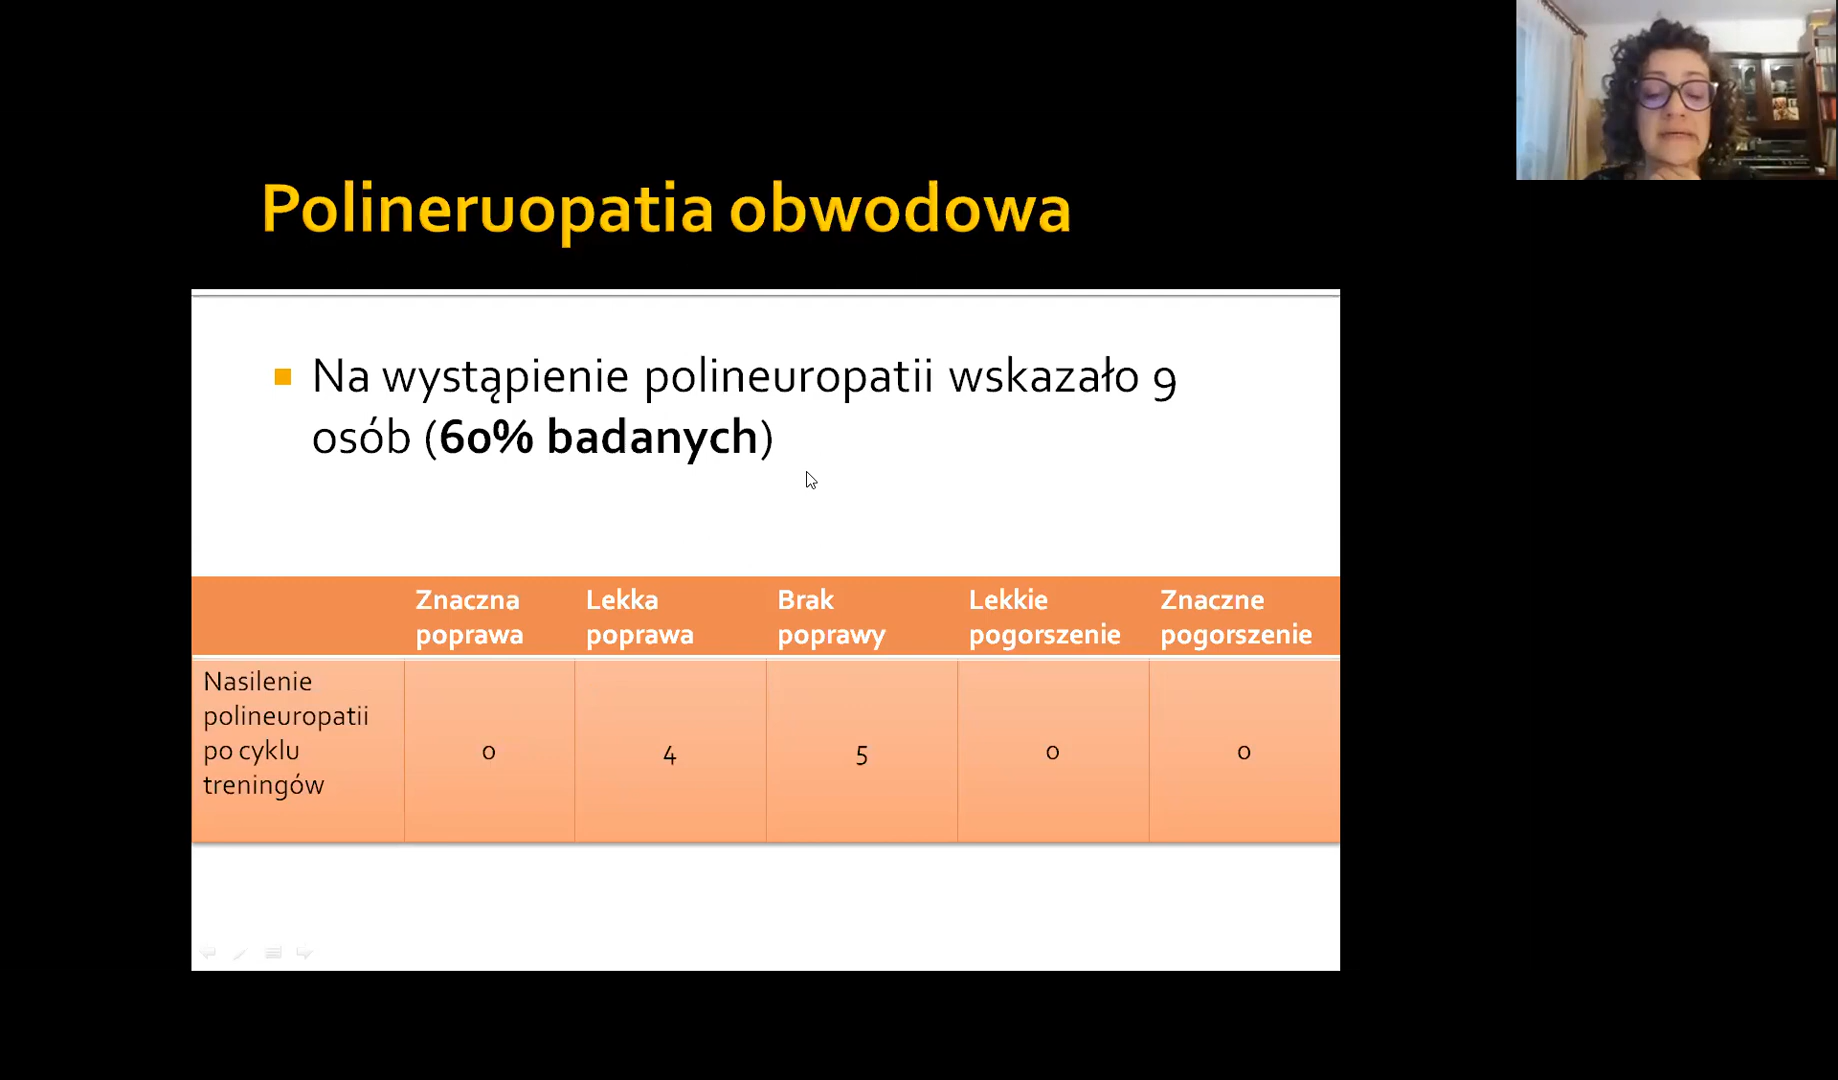 Polineruopatia obwodowa
Na wystąpienie polineuropatii wskazało 9
osób (60% badanych)
Znaczna poprawa
Lekka poprawa
Brak poprawy
Lekkie pogorszenie
Znaczne pogorszenie
Nasilenie
polineuropatii
po cyklu
treningów
0
4
5
0
0